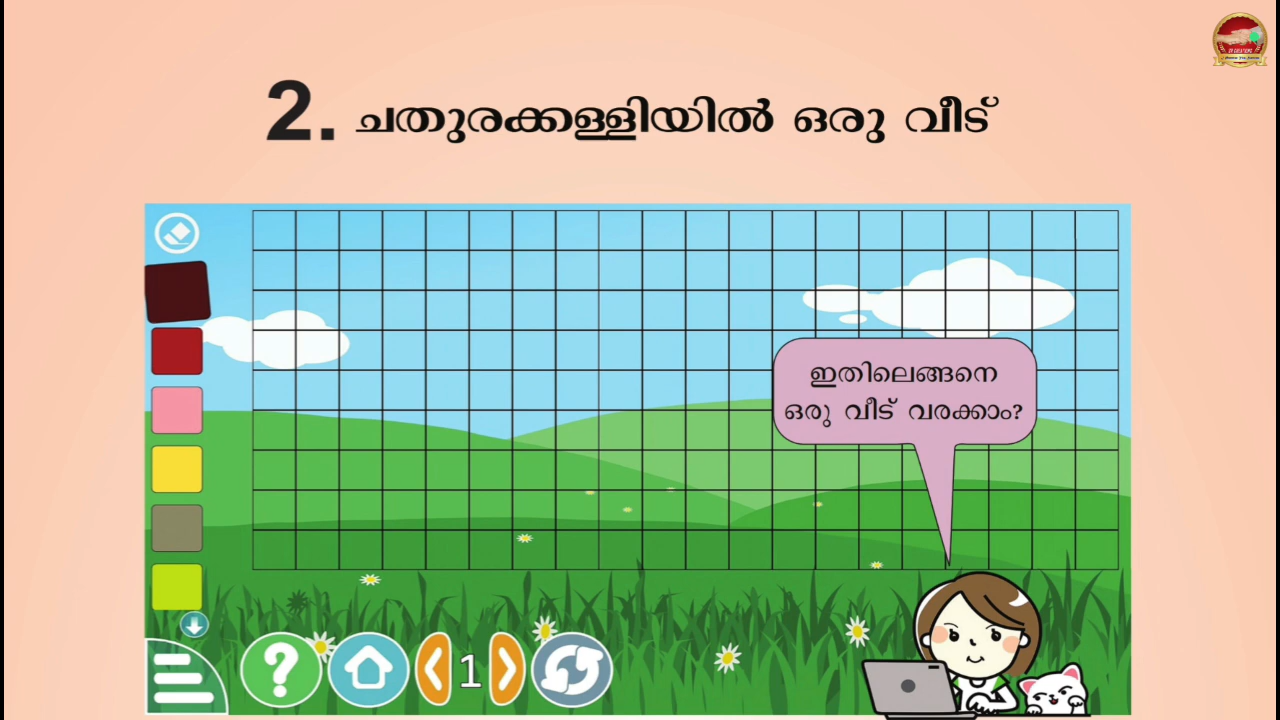 2. ചതുരക്കള്ളിയിൽ ഒരു വീട്
ഇതിലെങ്ങനെ
ഒരു വീട് വരക്കാം?
?
1